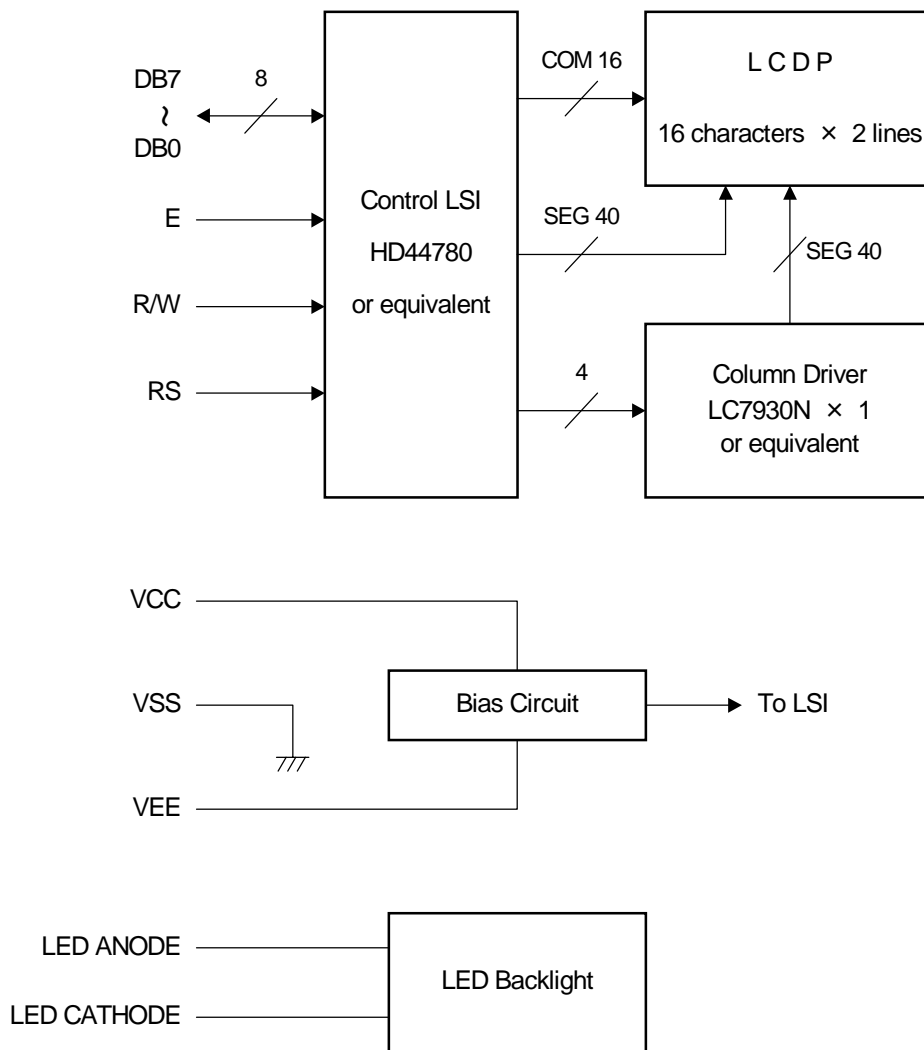 DB7
~
DB0
8
E
R/W
RS
Control LSI
HD44780
or equivalent
COM 16
SEG 40
4
L C D P
16 characters × 2 lines
SEG 40
Column Driver
LC7930N × 1
or equivalent
VCC
VSS
VEE
Bias Circuit
To LSI
LED ANODE
LED CATHODE
LED Backlight